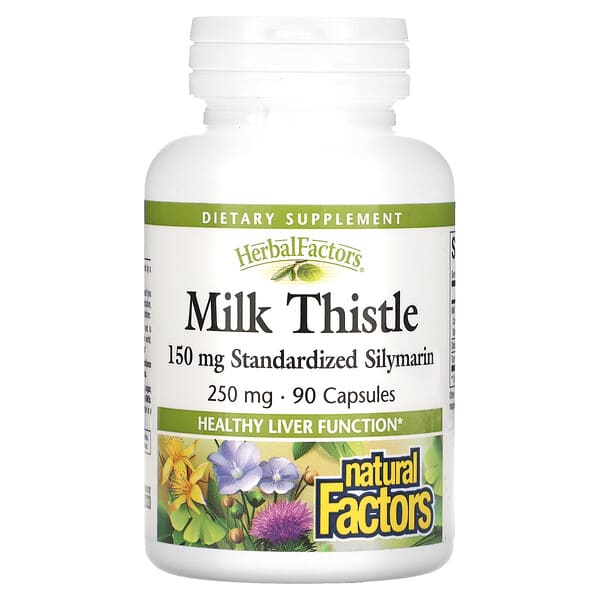 DIETARY SUPPLEMENT
HerbalFactors®
Milk Thistle
150 mg Standardized Silymarin
250 mg · 90 Capsules
HEALTHY LIVER FUNCTION*
natural
Factors®